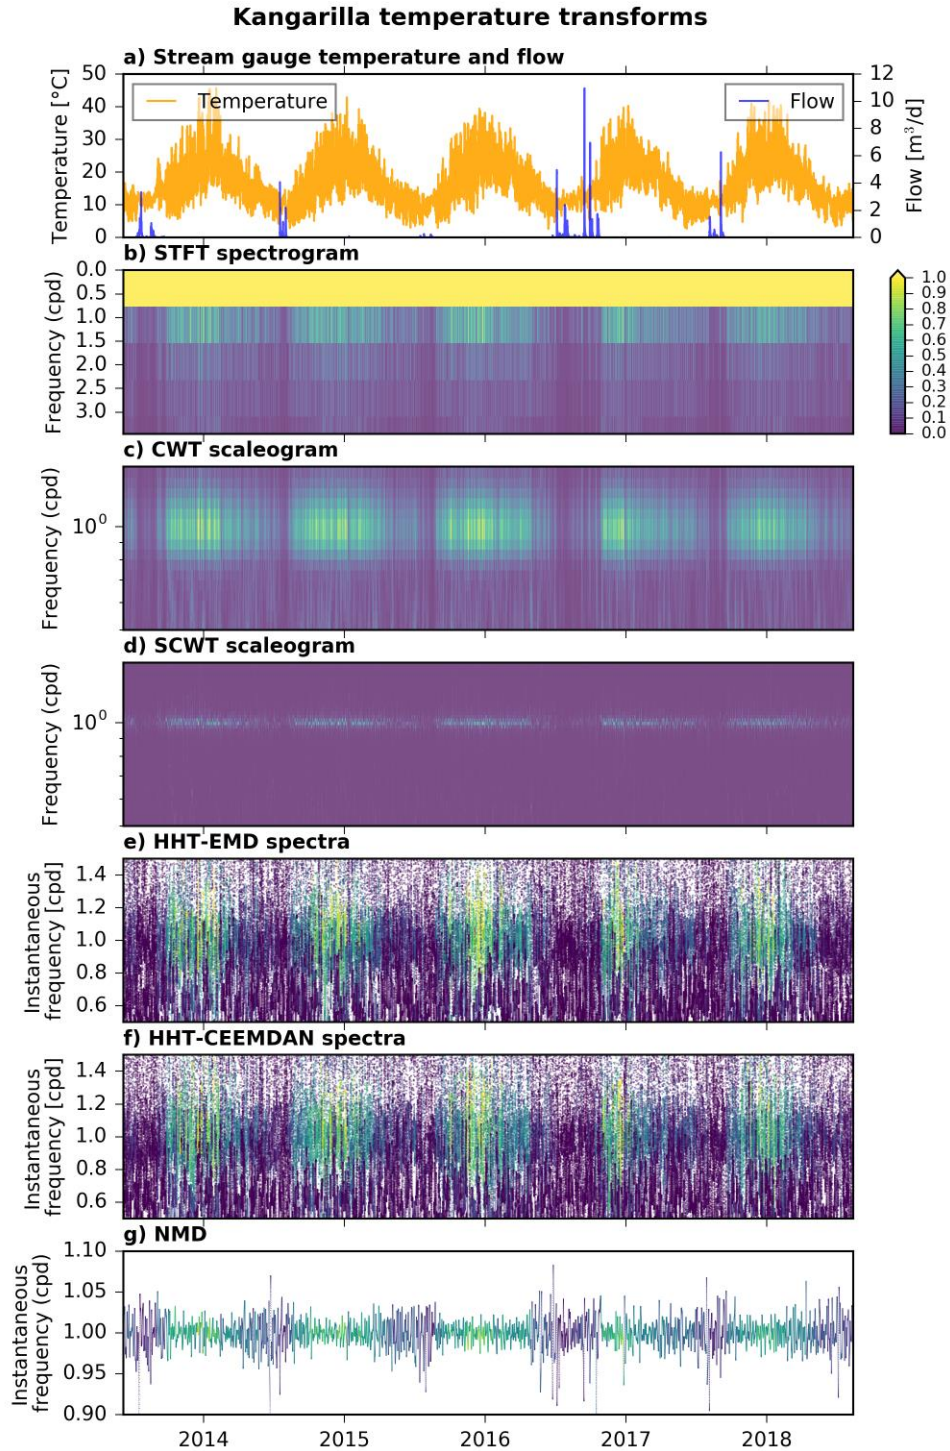 Kangarilla temperature transforms
a) Stream gauge temperature and flow
Temperature [°C]
50
40
30
20
10
0
Temperature
Flow
12
10
8
6
4
2
0
Flow [m³/d]
b) STFT spectrogram
Frequency (cpd)
0.0
0.5
1.0
1.5
2.0
2.5
3.0
1.0
0.9
0.8
0.7
0.6
0.5
0.4
0.3
0.2
0.1
0.0
c) CWT scaleogram
Frequency (cpd)
10⁰
d) SCWT scaleogram
Frequency (cpd)
10⁰
e) HHT-EMD spectra
Instantaneous
frequency [cpd]
1.4
1.2
1.0
0.8
0.6
f) HHT-CEEMDAN spectra
Instantaneous
frequency [cpd]
1.4
1.2
1.0
0.8
0.6
g) NMD
Instantaneous
frequency (cpd)
1.10
1.05
1.00
0.95
0.90
2014
2015
2016
2017
2018